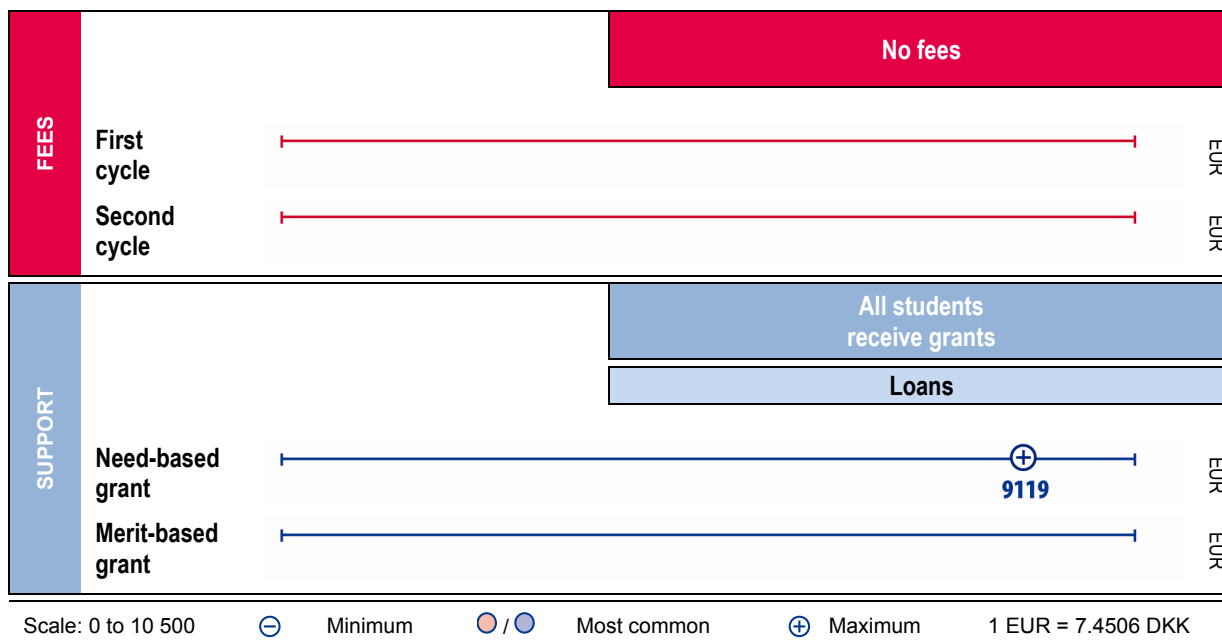 No fees
FEES
First
cycle
EUR
Second
cycle
EUR
All students
receive grants
Loans
SUPPORT
Need-based
grant
9119
EUR
Merit-based
grant
EUR
Scale: 0 to 10 500 Minimum / Most common Maximum 1 EUR = 7.4506 DKK